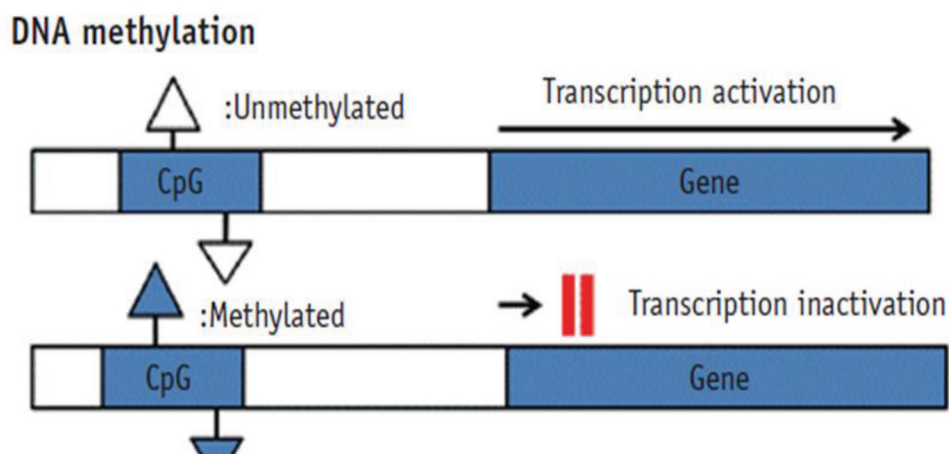 DNA methylation
:Unmethylated
Transcription activation
CpG
Gene
:Methylated
Transcription inactivation
CpG
Gene